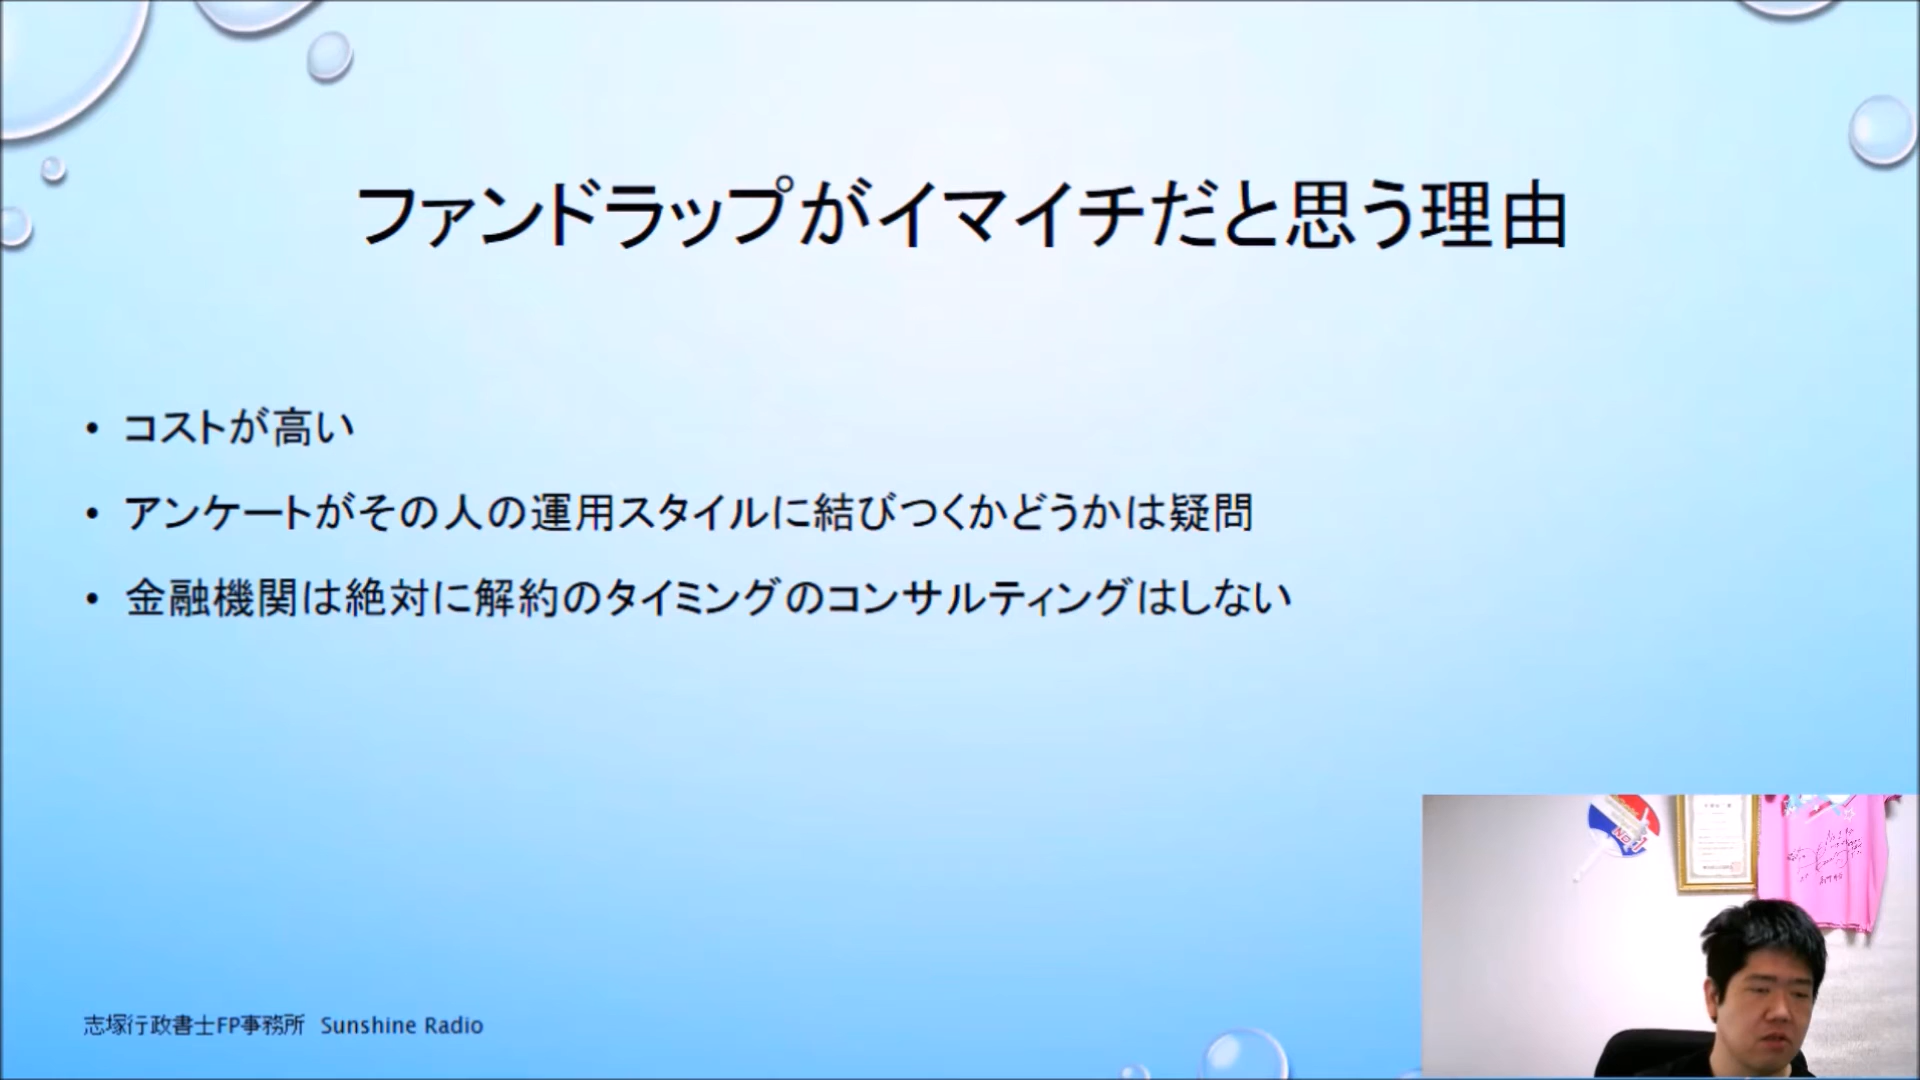 ファンドラップがイマイチだと思う理由
• コストが高い
• アンケートがその人の運用スタイルに結びつくかどうかは疑問
• 金融機関は絶対に解約のタイミングのコンサルティングはしない
志塚行政書士FP事務所 Sunshine Radio